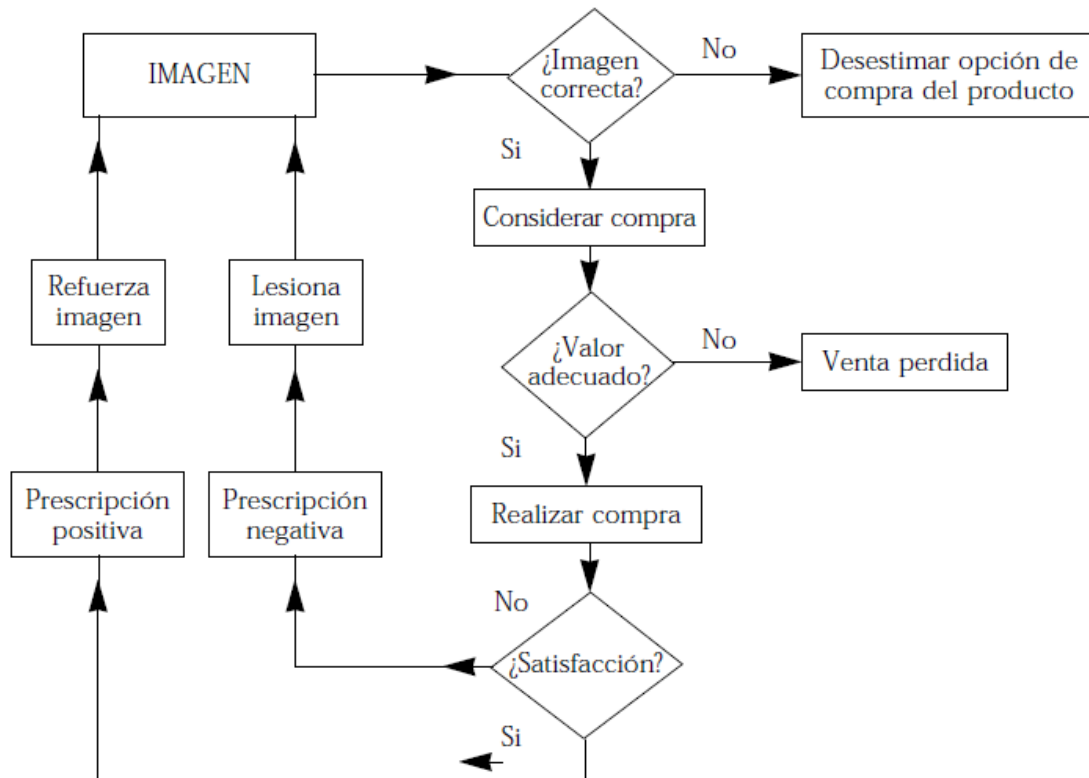 IMAGEN
¿Imagen
correcta?
No
Desestimar opción de
compra del producto
Si
Considerar compra
Refuerza
imagen
Lesiona
imagen
¿Valor
adecuado?
No
Venta perdida
Si
Prescripción
positiva
Prescripción
negativa
Realizar compra
No
¿Satisfacción?
Si